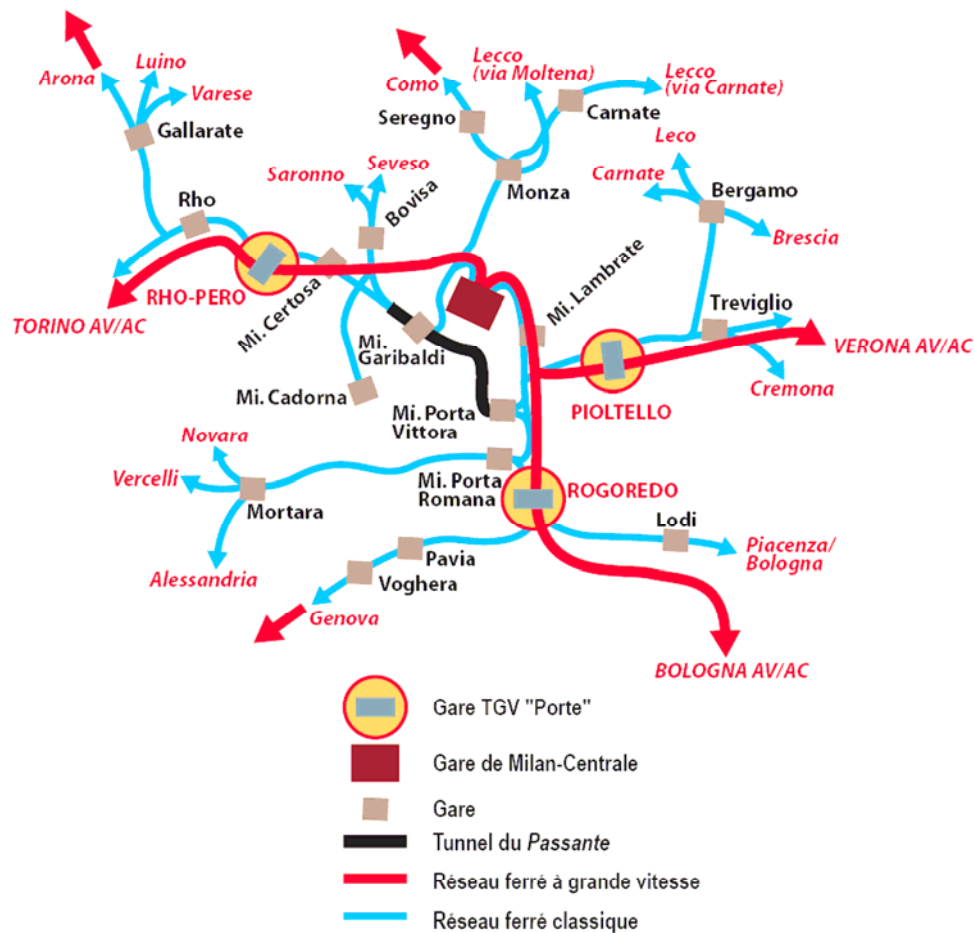 Arona
Luino
Varese
Gallarate
Como
Lecco
(via Moltena)
Lecco
(via Carnate)
Seregno
Carnate
Monza
Saronno
Seveso
Bovisa
Rho
Leco
Carnate
Bergamo
Brescia
RHO-PERO
TORINO AV/AC
Mi. Certosa
Mi.
Garibaldi
Mi. Lambrate
Treviglio
VERONA AV/AC
Cremona
PIOLTELLO
Mi. Cadorna
Mi. Porta
Vittora
Novara
Vercelli
Mortara
Alessandria
Mi. Porta
Romana
ROGOREDO
Lodi
Piacenza/
Bologna
Pavia
Voghera
Genova
BOLOGNA AV/AC
Gare TGV "Porte"
Gare de Milan-Centrale
Gare
Tunnel du Passante
Réseau ferré à grande vitesse
Réseau ferré classique